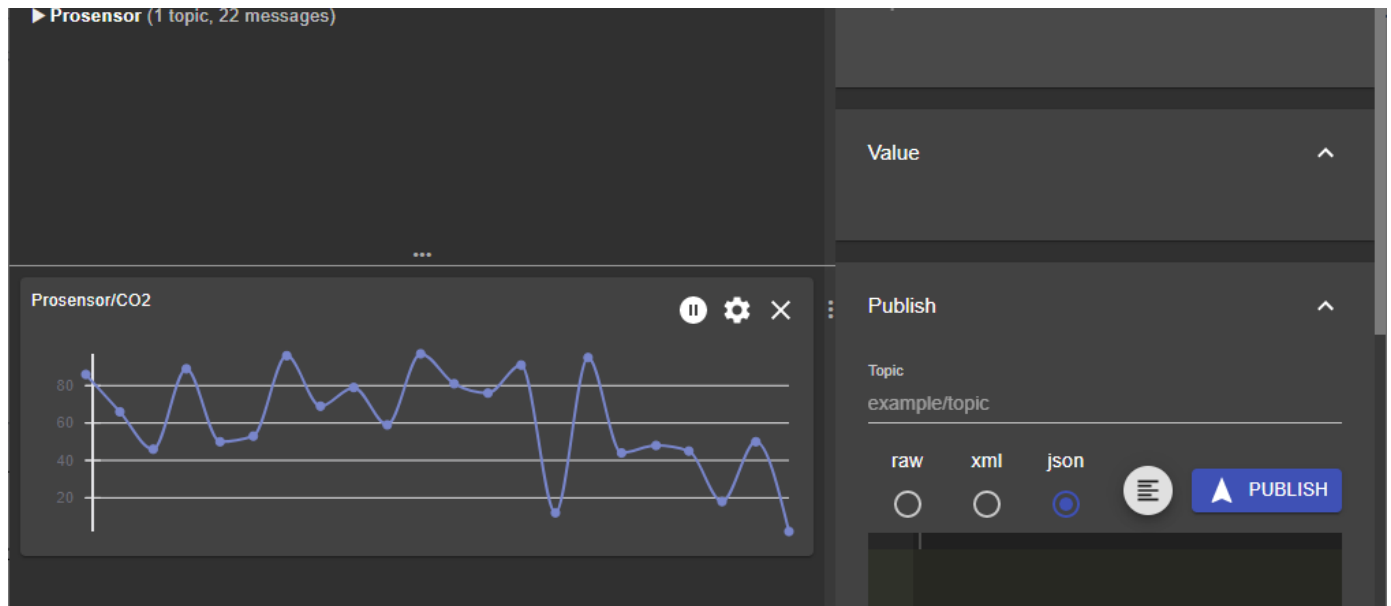 Prosensor (1 topic, 22 messages)
Value
Prosensor/CO2
80
60
40
20
Publish
Topic
example/topic
raw xml json
PUBLISH